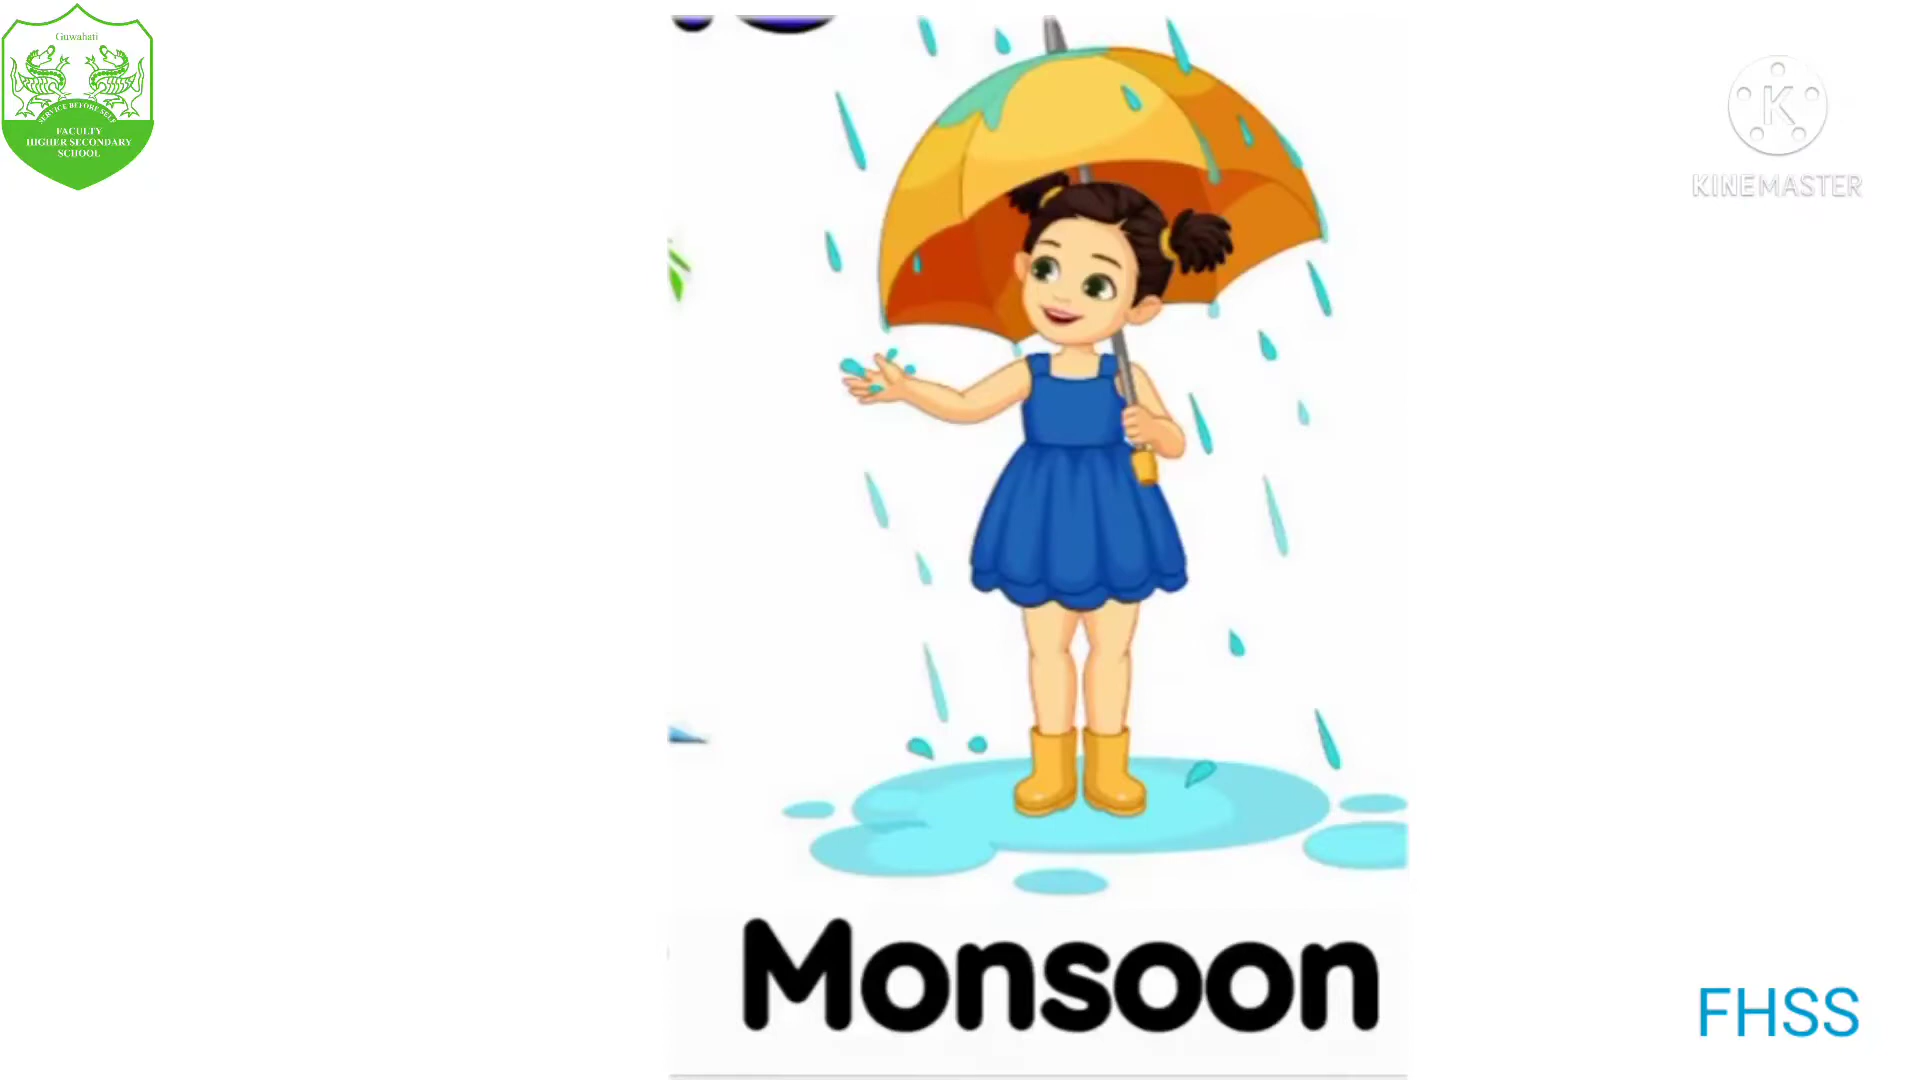 Guwahati
SERVICE BEFORE SELF
FACULTY
HIGHER SECONDARY
SCHOOL
KINEMASTER
Monsoon
FHSS